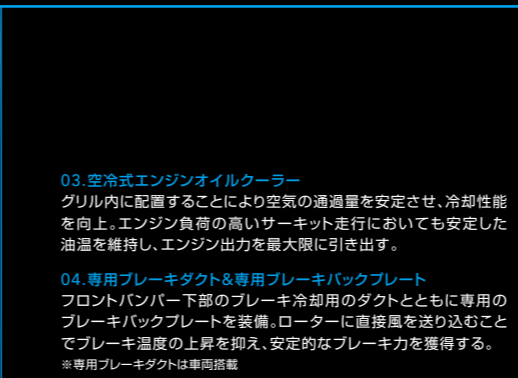 03.空冷式エンジンオイルクーラー
グリル内に配置することにより空気の通過量を安定させ、冷却性能
を向上。エンジン負荷の高いサーキット走行においても安定した
油温を維持し、エンジン出力を最大限に引き出す。
04.専用ブレーキダクト&専用ブレーキバックプレート
フロントバンパー下部のブレーキ冷却用のダクトとともに専用の
ブレーキバックプレートを装備。ローターに直接風を送り込むこと
でブレーキ温度の上昇を抑え、安定的なブレーキ力を獲得する。
※専用ブレーキダクトは車両搭載